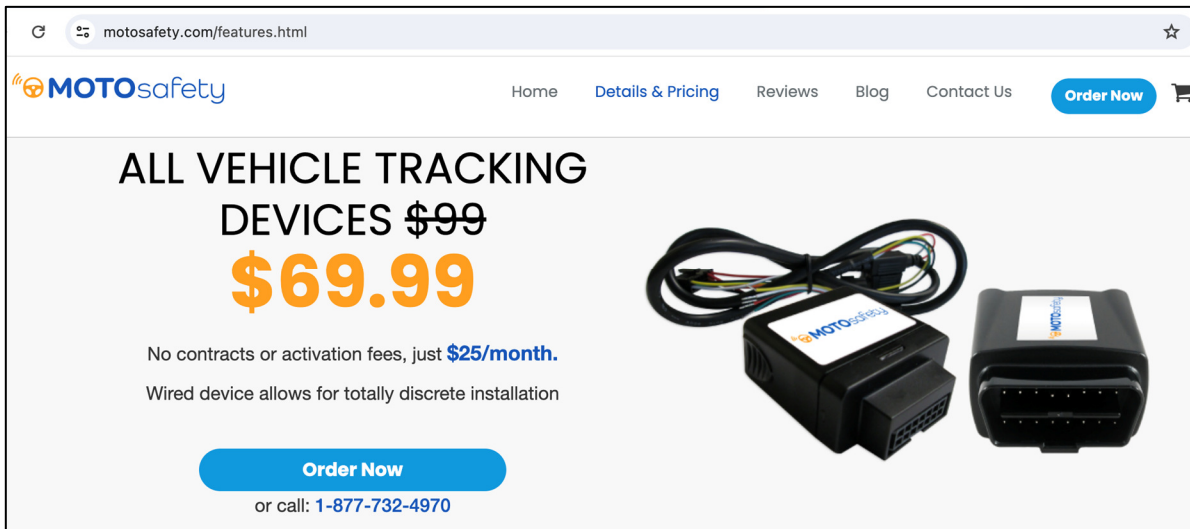 motosafety.com/features.html
MOTOsafety
Home Details & Pricing Reviews Blog Contact Us Order Now
ALL VEHICLE TRACKING
DEVICES $99
$69.99
No contracts or activation fees, just $25/month.
Wired device allows for totally discrete installation
Order Now
or call: 1-877-732-4970
MOTOsafety
MOTOsafety